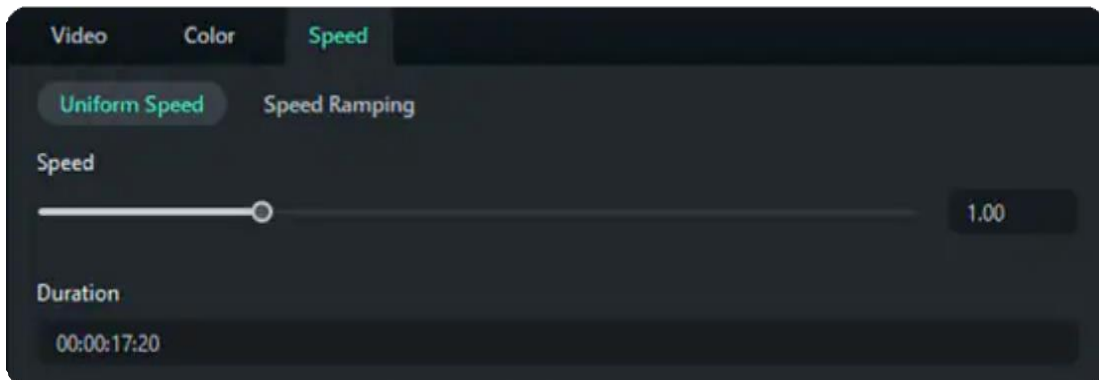 Video Color Speed
Uniform Speed Speed Ramping
Speed
1.00
Duration
00:00:17:20